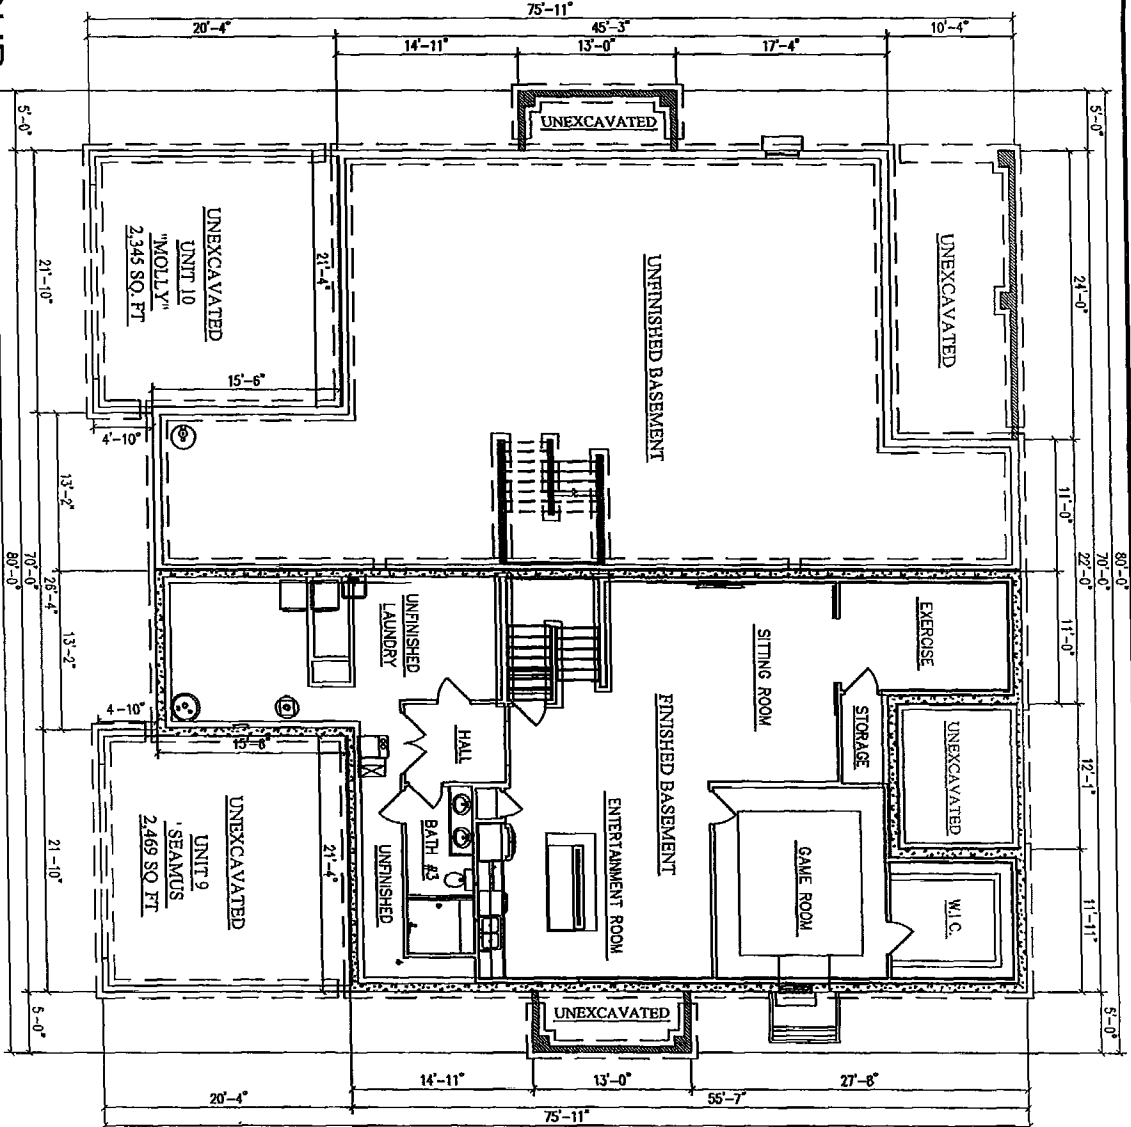 75'-11"
20'-4"
45'-3"
10'-4"
14'-11"
13'-0"
17'-4"
5'-0"
5'-0"
UNEXCAVATED
UNEXCAVATED
UNIT 10
"MOLLY"
2,345 SQ. FT
21'-4"
21'-10"
15'-6"
4'-10"
UNFINISHED BASEMENT
UNEXCAVATED
24'-0"
13'-2"
11'-0"
80'-0"
70'-0"
22'-0"
80'-0"
70'-0"
26'-4"
13'-2"
11'-0"
UNFINISHED
LAUNDRY
SITTING ROOM
EXERCISE
4'-10"
15'-8"
HALL
FINISHED BASEMENT
STORAGE
UNEXCAVATED
12'-1"
UNEXCAVATED
UNIT 9
'SEAMUS
2,469 SQ FT
21'-4"
21'-10"
UNFINISHED
BATH #3
ENTERTAINMENT ROOM
GAME ROOM
W.I.C.
11'-11"
5'-0"
UNEXCAVATED
5'-0"
14'-11"
13'-0"
27'-8"
20'-4"
55'-7"
75'-11"